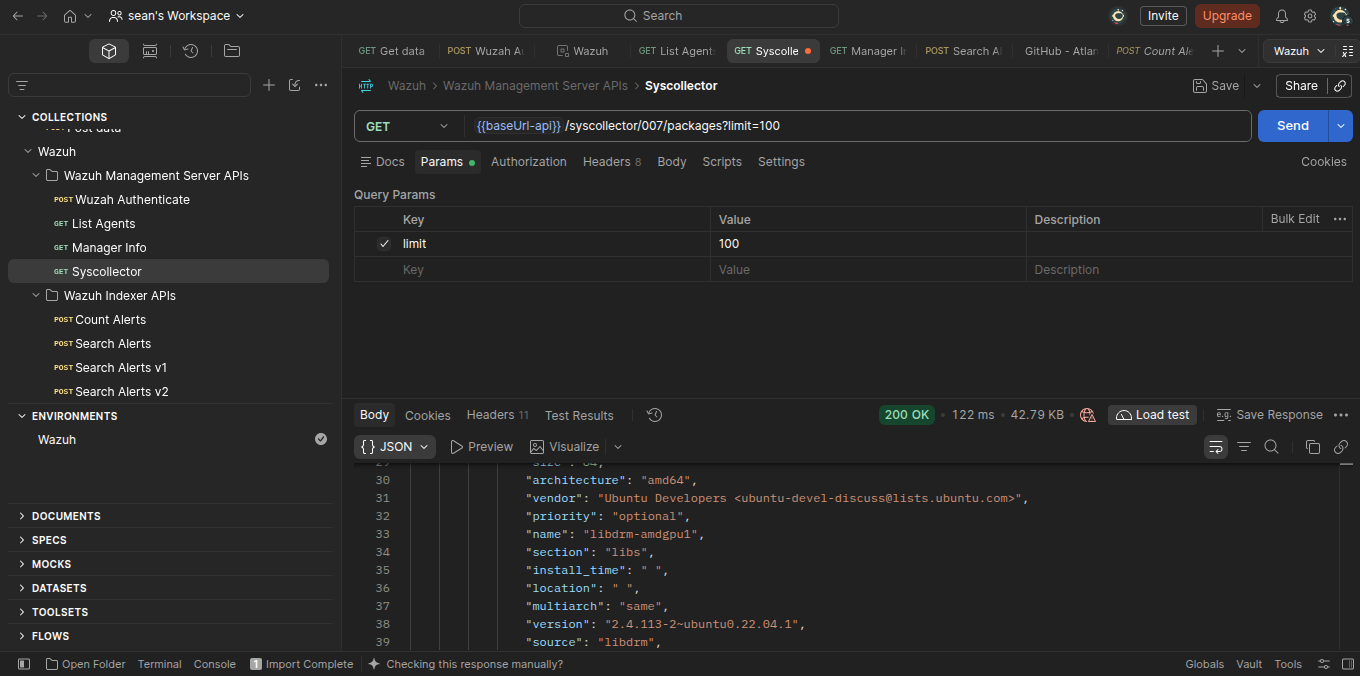 sean's Workspace
Search
Invite
Upgrade
GET Get data
POST Wuzah Au
Wazuh
GET List Agent
GET Syscolle
GET Manager I
POST Search Al
GitHub - Atlar
POST Count Ale
Wazuh
Wazuh > Wazuh Management Server APIs > Syscollector
Save
Share
COLLECTIONS
Post data
Wazuh
Wazuh Management Server APIs
POST Wuzah Authenticate
GET List Agents
GET Manager Info
GET Syscollector
Wazuh Indexer APIs
POST Count Alerts
POST Search Alerts
POST Search Alerts v1
POST Search Alerts v2
ENVIRONMENTS
Wazuh
DOCUMENTS
SPECS
MOCKS
DATASETS
TOOLSETS
FLOWS
HTTP
GET
{{baseUrl-api}} /syscollector/007/packages?limit=100
Send
Docs Params Authorization Headers 8 Body Scripts Settings
Cookies
Query Params
Key Value Description Bulk Edit
limit 100
Key Value Description
Body Cookies Headers 11 Test Results
200 OK • 122 ms • 42.79 KB •
Load test
e.g. Save Response
{} JSON Preview Visualize
30 "architecture": "amd64",
31 "vendor": "Ubuntu Developers <ubuntu-devel-discuss@lists.ubuntu.com>",
32 "priority": "optional",
33 "name": "libdrm-amdgpu1",
34 "section": "libs",
35 "install_time": " ",
36 "location": " ",
37 "multiarch": "same",
38 "version": "2.4.113-2~ubuntu0.22.04.1",
39 "source": "libdrm",
Open Folder Terminal Console 1 Import Complete Checking this response manually?
Globals Vault Tools